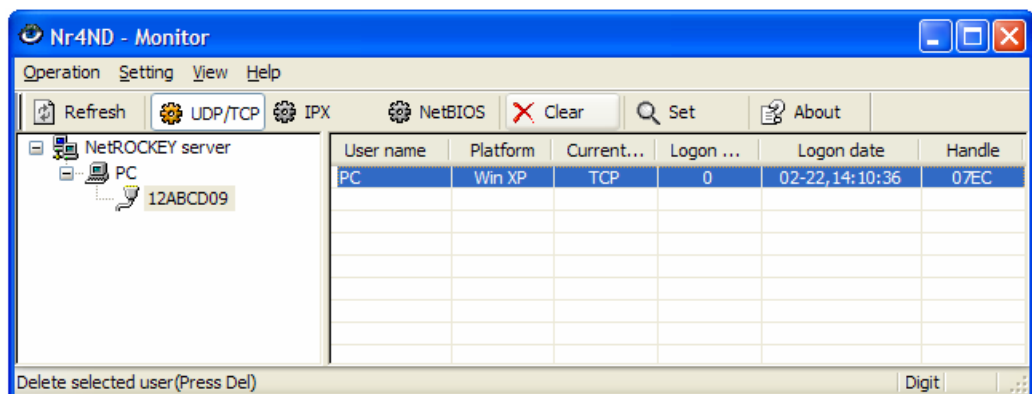 Nr4ND - Monitor
Operation Setting View Help
Refresh UDP/TCP IPX NetBIOS Clear Set About
NetROCKEY server
PC
12ABCD09
User name Platform Current... Logon ... Logon date Handle
PC Win XP TCP 0 02-22,14:10:36 07EC
Delete selected user(Press Del) Digit